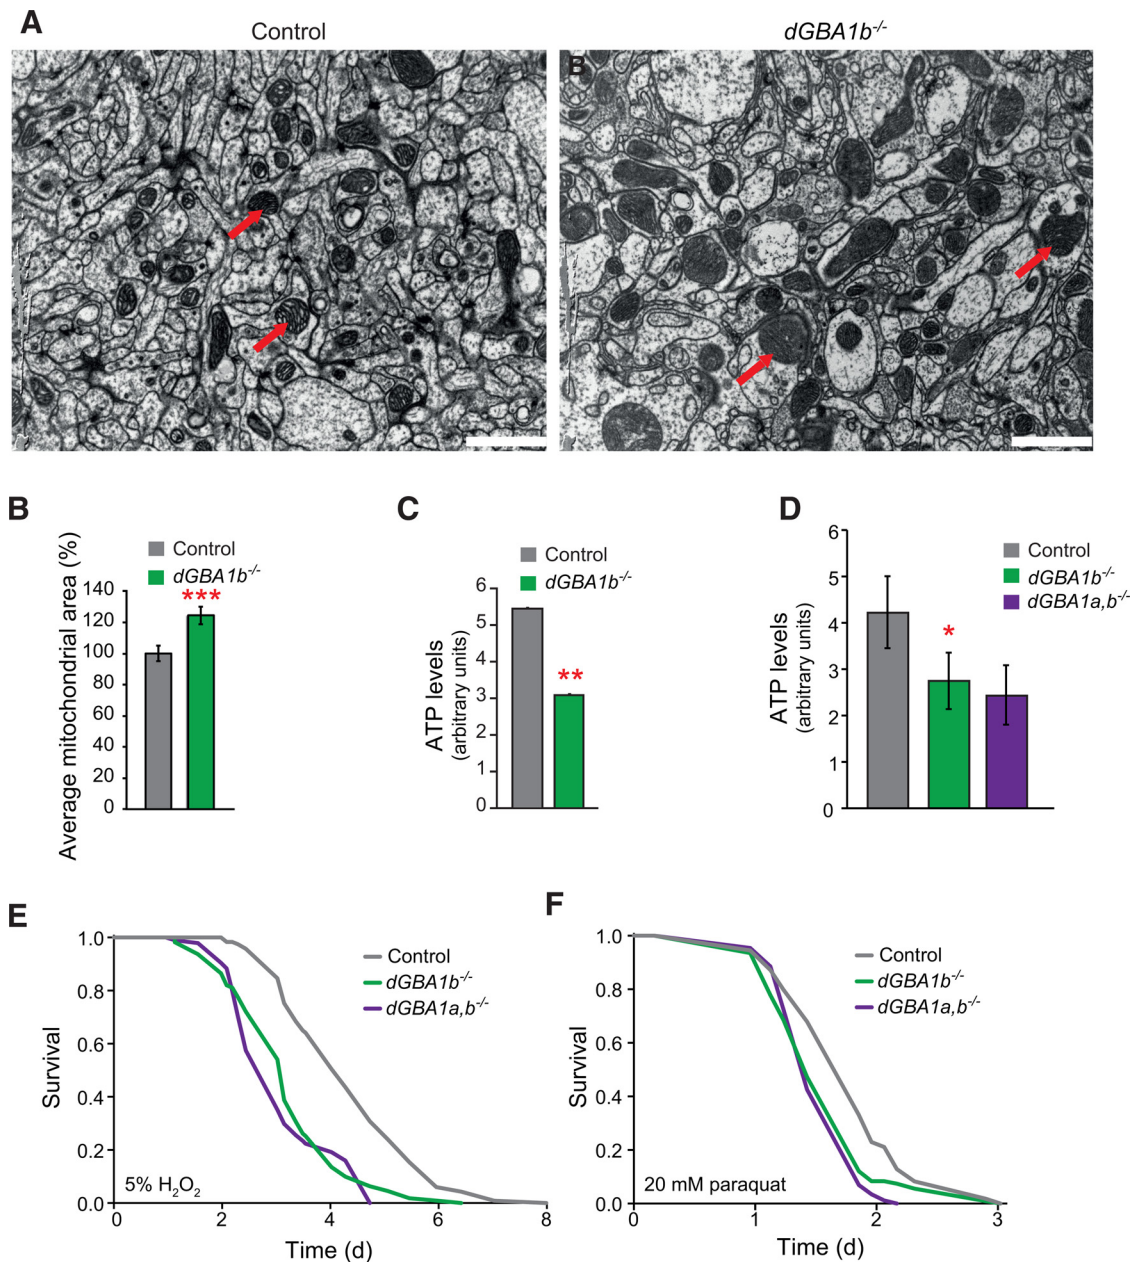 A
Control
dGBA1b-/-
B
B
Average mitochondrial area (%)
Control
dGBA1b-/-
***
140
120
100
80
60
40
20
0
C
ATP levels
(arbitrary units)
Control
dGBA1b-/-
**
6
5
4
3
2
1
0
D
ATP levels
(arbitrary units)
Control
dGBA1b-/-
dGBA1a,b-/-
*
6
5
4
3
2
1
0
E
Survival
1.0
0.8
0.6
0.4
0.2
0.0
Control
dGBA1b-/-
dGBA1a,b-/-
5% H2O2
0 2 4 6 8
Time (d)
F
Survival
1.0
0.8
0.6
0.4
0.2
0.0
Control
dGBA1b-/-
dGBA1a,b-/-
20 mM paraquat
0 1 2 3
Time (d)